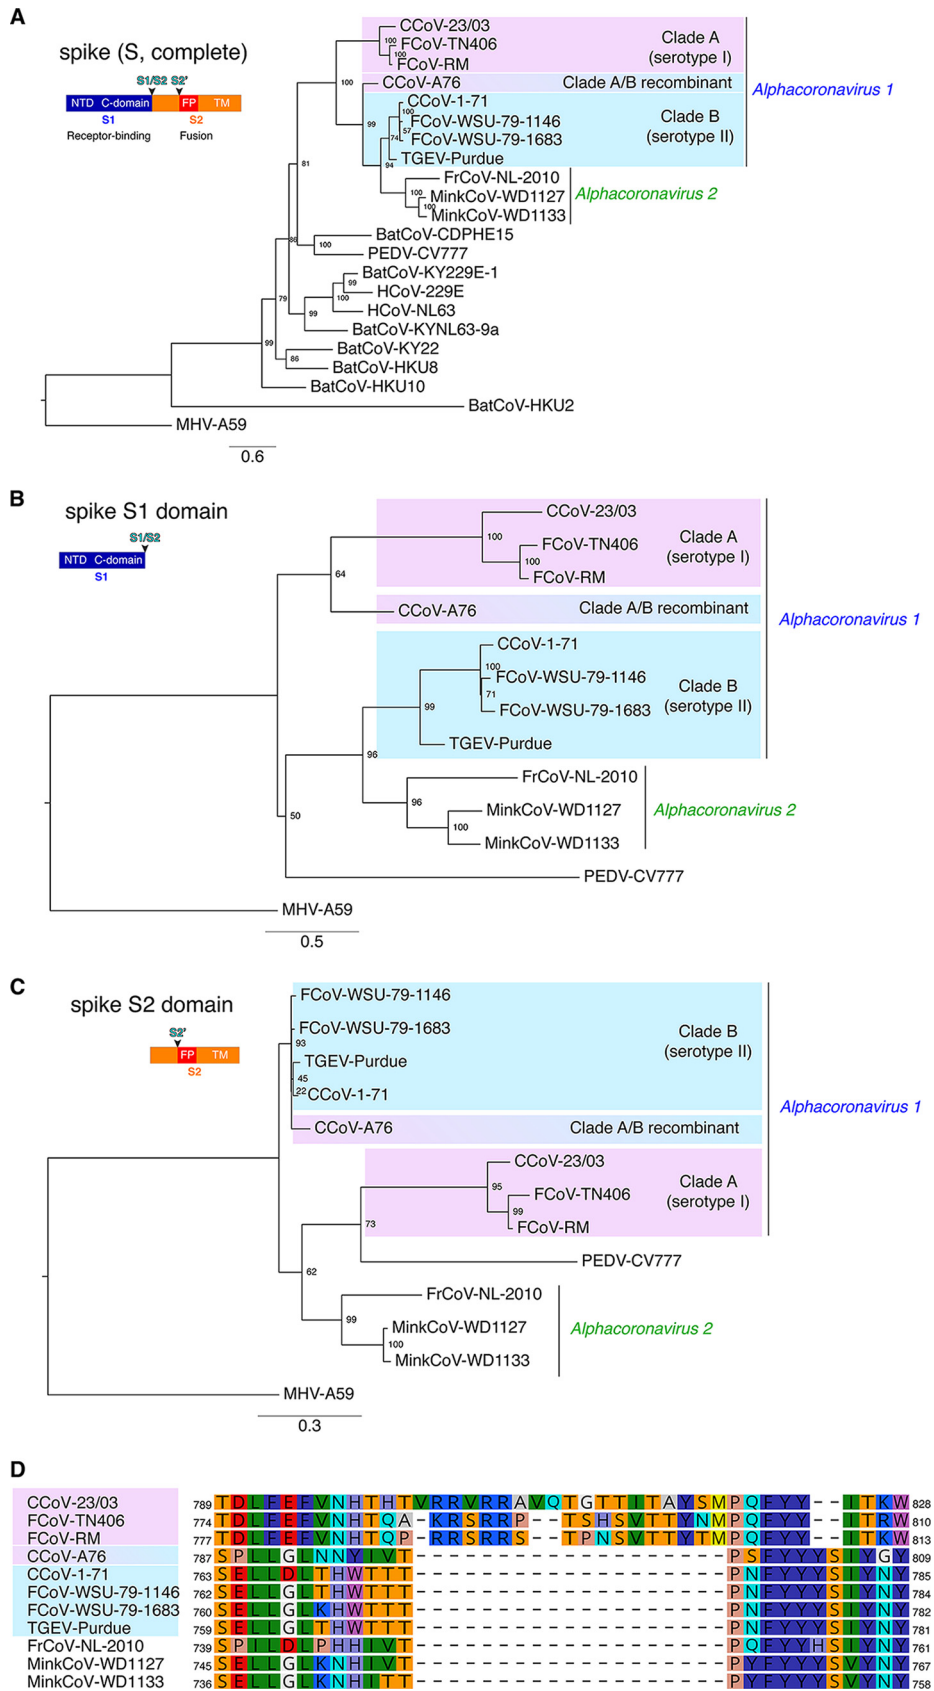 A
spike (S, complete)
S1/S2 S2'
NTD C-domain FP TM
S1 S2
Receptor-binding Fusion
CCoV-23/03
FCoV-TN406
FCoV-RM
Clade A
(serotype I)
CCoV-A76
Clade A/B recombinant
CCoV-1-71
FCoV-WSU-79-1146
FCoV-WSU-79-1683
TGEV-Purdue
Clade B
(serotype II)
Alphacoronavirus 1
FrCoV-NL-2010
MinkCoV-WD1127
MinkCoV-WD1133
Alphacoronavirus 2
BatCoV-CDPHE15
PEDV-CV777
BatCoV-KY229E-1
HCoV-229E
HCoV-NL63
BatCoV-KYNL63-9a
BatCoV-KY22
BatCoV-HKU8
BatCoV-HKU10
BatCoV-HKU2
MHV-A59
100
100
100
99
100
57
74
94
100
100
81
86
100
99
100
99
79
86
99
0.6
B
spike S1 domain
S1/S2
NTD C-domain
S1
CCoV-23/03
FCoV-TN406
FCoV-RM
Clade A
(serotype I)
CCoV-A76
Clade A/B recombinant
CCoV-1-71
FCoV-WSU-79-1146
FCoV-WSU-79-1683
TGEV-Purdue
Clade B
(serotype II)
Alphacoronavirus 1
FrCoV-NL-2010
MinkCoV-WD1127
MinkCoV-WD1133
Alphacoronavirus 2
PEDV-CV777
MHV-A59
100
100
64
100
71
99
96
96
100
50
0.5
C
spike S2 domain
S2'
FP TM
S2
FCoV-WSU-79-1146
FCoV-WSU-79-1683
TGEV-Purdue
CCoV-1-71
Clade B
(serotype II)
CCoV-A76
Clade A/B recombinant
CCoV-23/03
FCoV-TN406
FCoV-RM
Clade A
(serotype I)
Alphacoronavirus 1
PEDV-CV777
FrCoV-NL-2010
MinkCoV-WD1127
MinkCoV-WD1133
Alphacoronavirus 2
MHV-A59
93
45
22
95
99
73
62
99
100
0.3
D
CCoV-23/03 789 TDLFEFVNHTHTVRRVRRAVQTGTTITAYSMPQFYY--ITKW 828
FCoV-TN406 774 TDLFEFVNHTQA-KRSRRP--TSHSVTTYNMPQFYY--ITRW 810
FCoV-RM 777 TDLFEFVNHTQP-RRSRRS--TPNSVTTYTMPQFYY--ITKW 813
CCoV-A76 787 SPLLGLNNYIVT-------------------PSFYYYSIYGY 809
CCoV-1-71 763 SELLDLTHWTTT-------------------PNFYYYSIYNY 785
FCoV-WSU-79-1146 762 SELLGLTHWTTT-------------------PNFYYYSIYNY 784
FCoV-WSU-79-1683 760 SELLGLKHWTTT-------------------PNFYYYSIYNY 782
TGEV-Purdue 759 SELLGLTHWTTT-------------------PNFYYYSIYNY 781
FrCoV-NL-2010 739 SPILDLPHHIVT-------------------PQFYYHSIYNY 761
MinkCoV-WD1127 745 SELLGLKNHIVT-------------------PYFYYYSVYNY 767
MinkCoV-WD1133 736 SELLGLKNHITT-------------------PYFYYYSVYNY 758